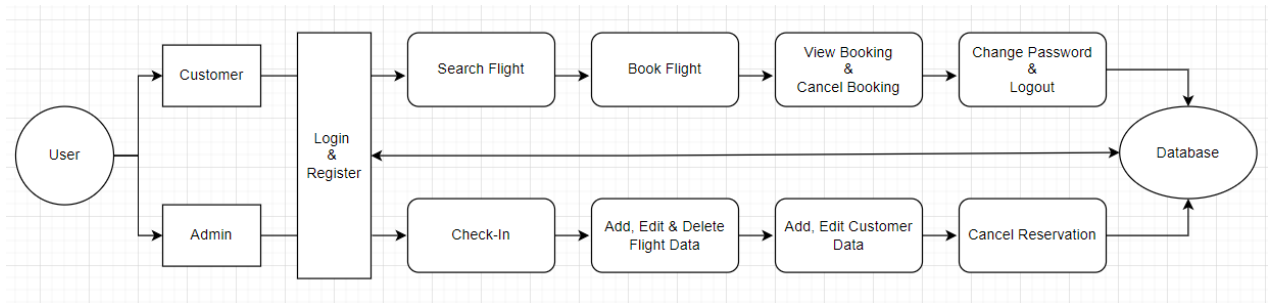 User
Customer
Admin
Login
&
Register
Search Flight
Book Flight
View Booking
&
Cancel Booking
Change Password
&
Logout
Check-In
Add, Edit & Delete
Flight Data
Add, Edit Customer
Data
Cancel Reservation
Database